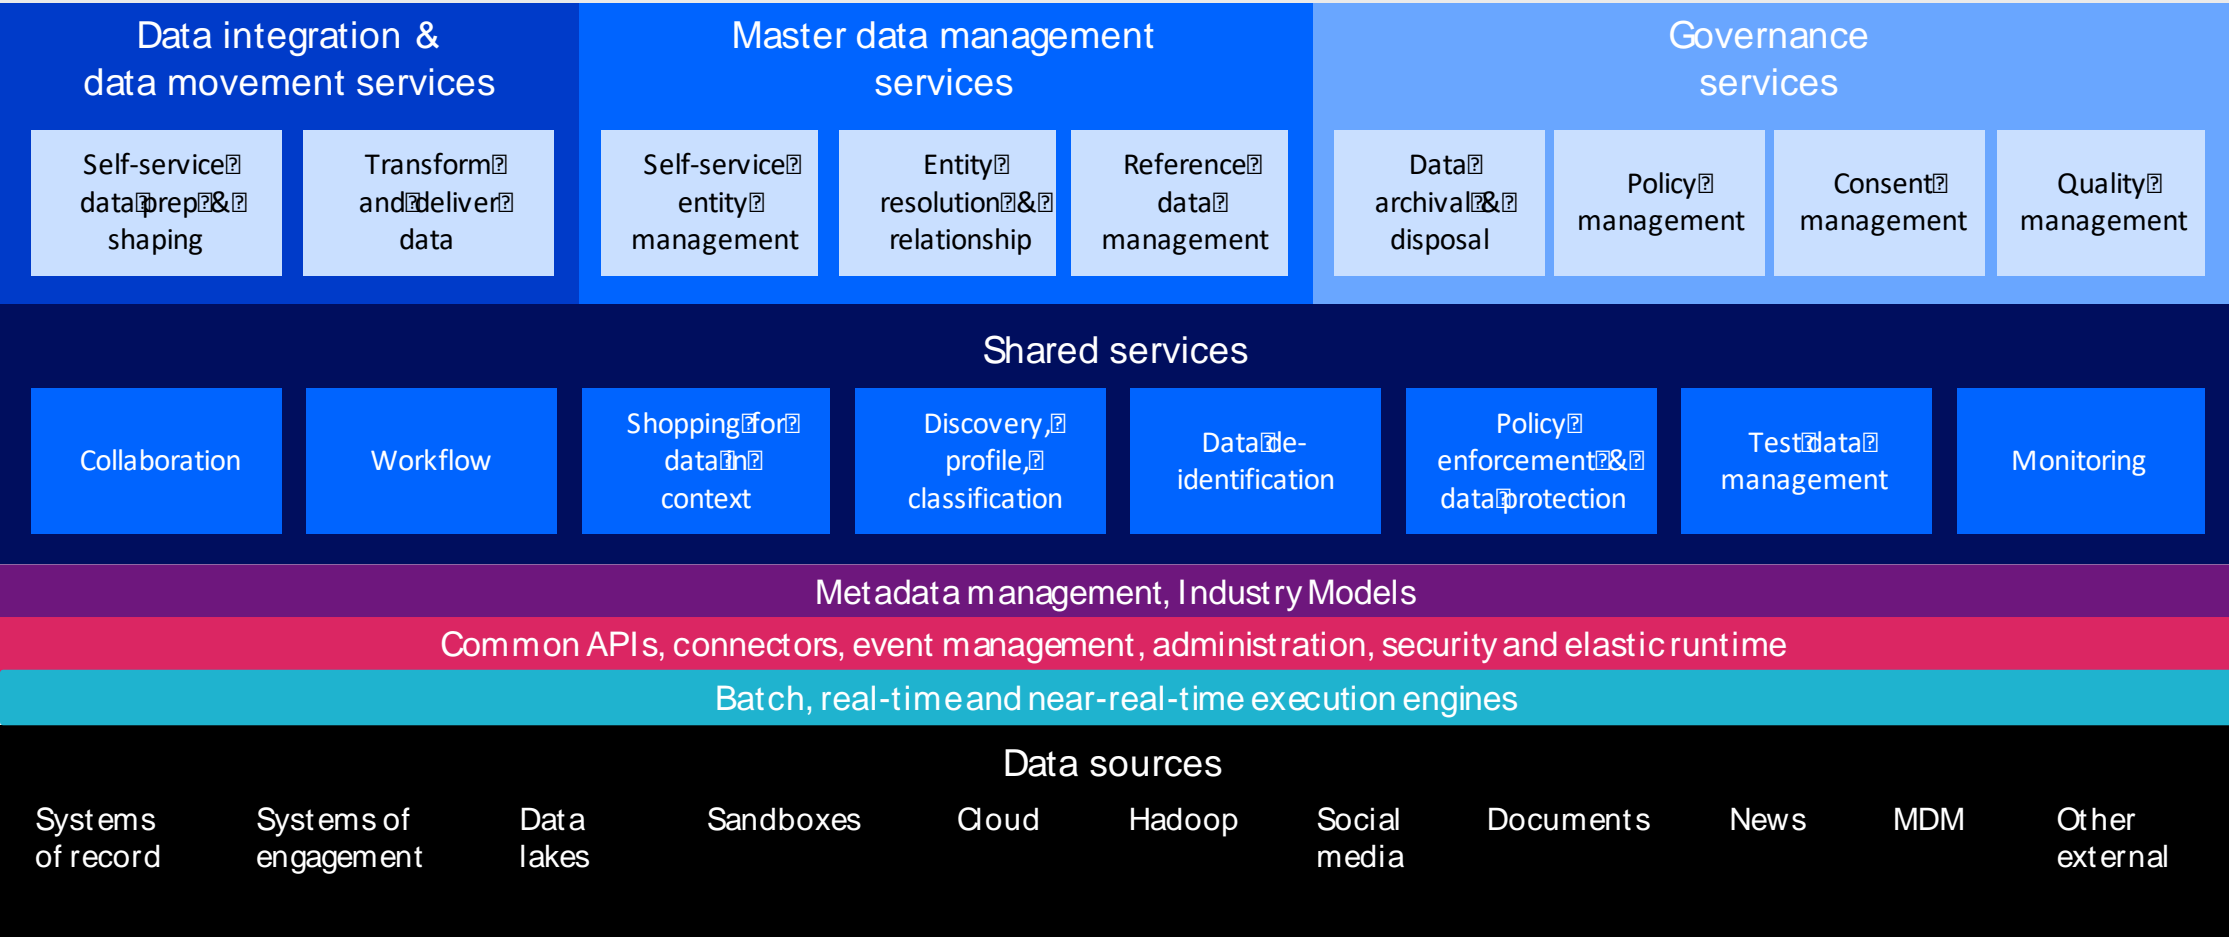 Data integration &
data movement services
Master data management
services
Governance
services
Self-service
data prep &
shaping
Transform
and deliver
data
Self-service
entity
management
Entity
resolution &
relationship
Reference
data
management
Data
archival &
disposal
Policy
management
Consent
management
Quality
management
Shared services
Collaboration
Workflow
Shopping for
data in
context
Discovery,
profile,
classification
Data de-
identification
Policy
enforcement &
data protection
Test data
management
Monitoring
Metadata management, Industry Models
Common APIs, connectors, event management, administration, security and elastic runtime
Batch, real-time and near-real-time execution engines
Data sources
Systems
of record
Systems of
engagement
Data
lakes
Sandboxes
Cloud
Hadoop
Social
media
Documents
News
MDM
Other
external